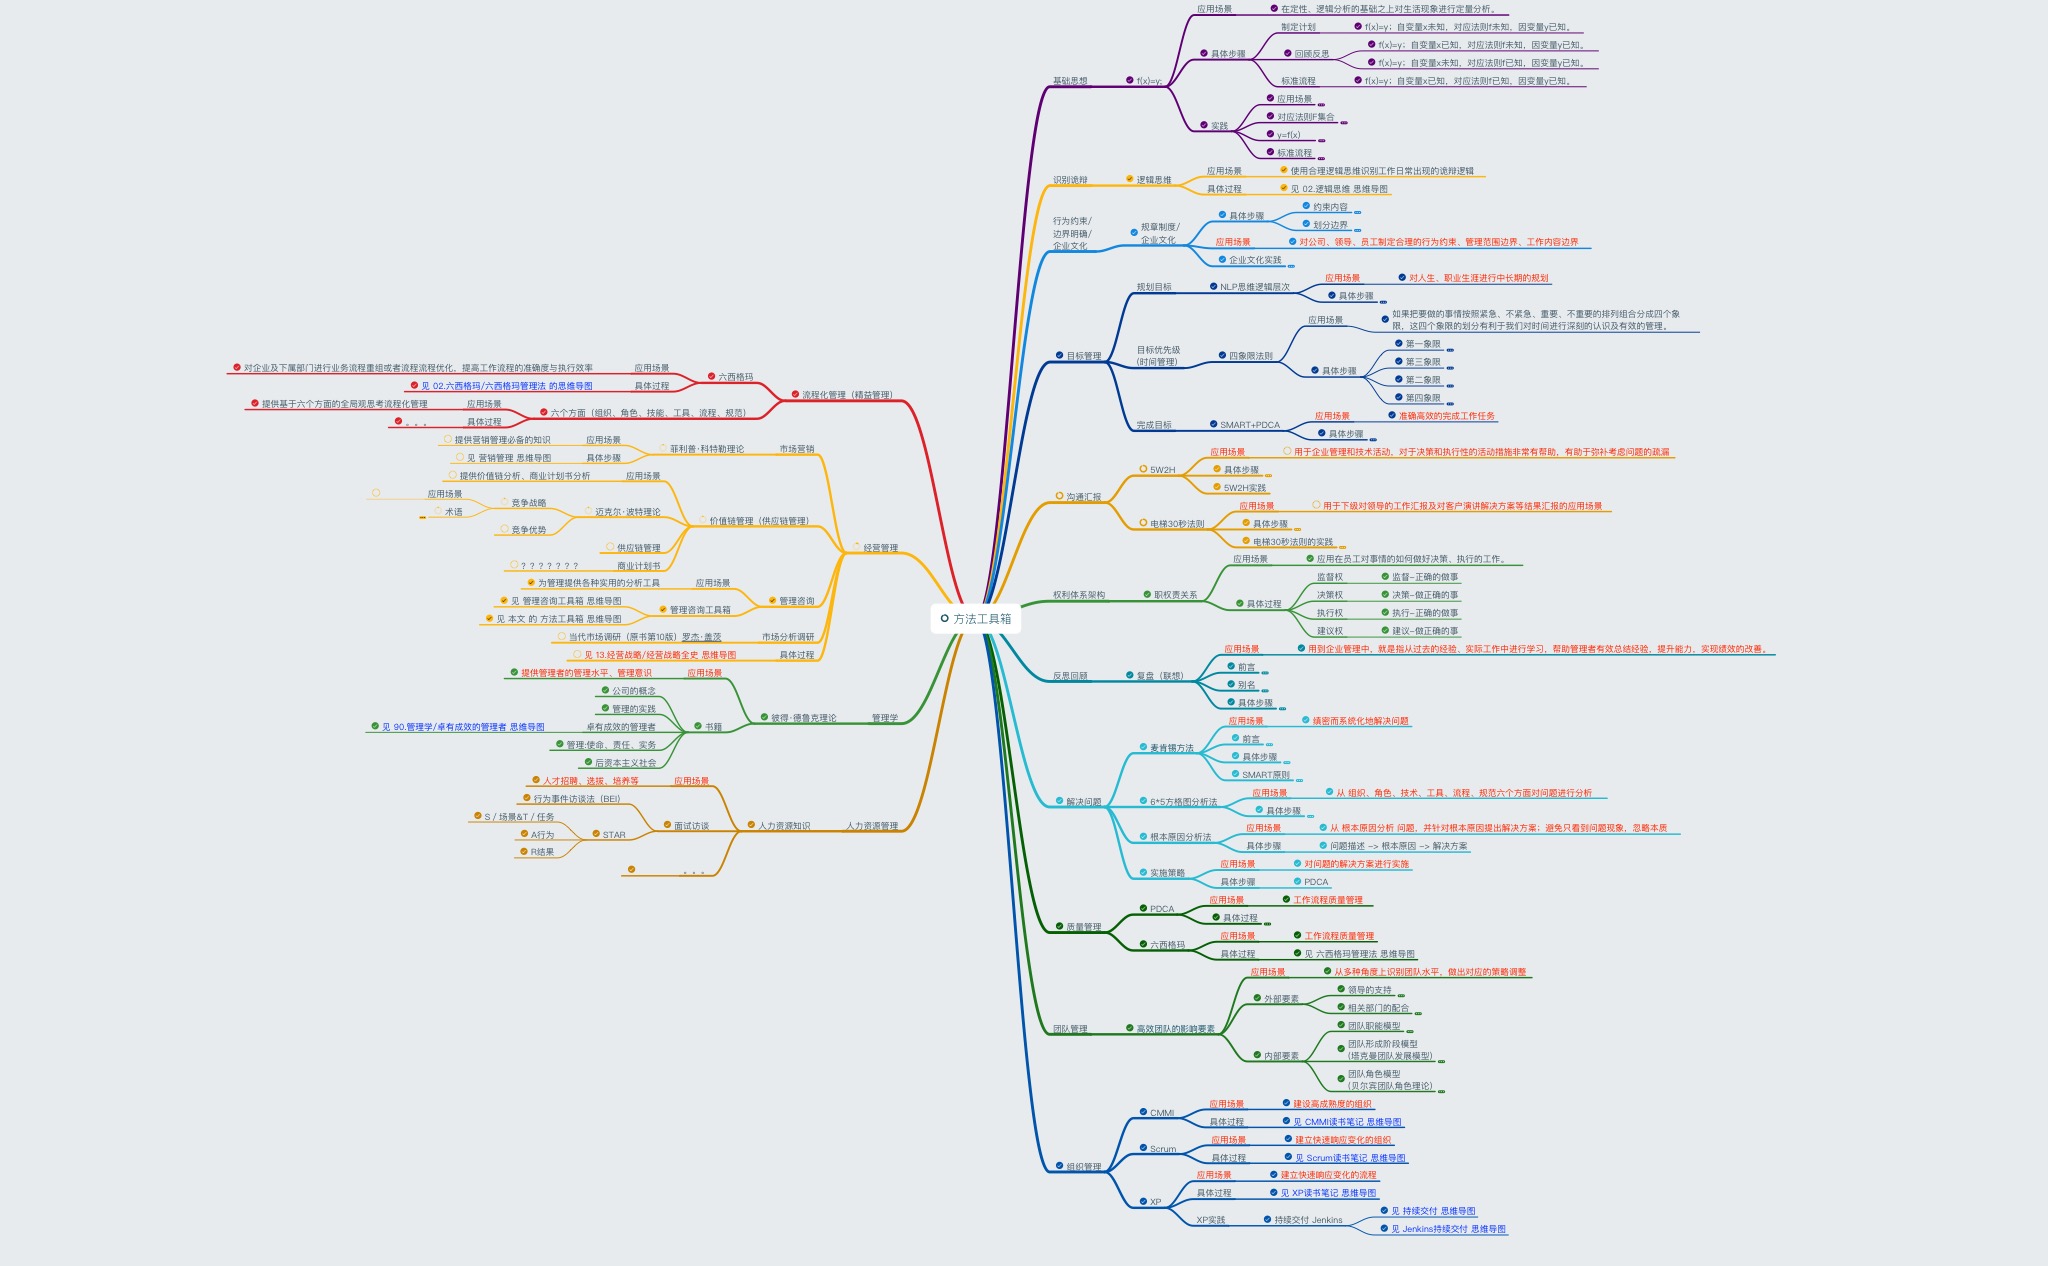 方法工具箱
基础思想
f(x)=y;
应用场景
在定性、逻辑分析的基础之上对生活现象进行定量分析。
具体步骤
制定计划
f(x)=y；自变量x未知，对应法则f未知，因变量y已知。
回顾反思
f(x)=y；自变量x已知，对应法则f未知，因变量y已知。
f(x)=y；自变量x未知，对应法则f已知，因变量y已知。
标准流程
f(x)=y；自变量x已知，对应法则f已知，因变量y已知。
实践
应用场景
对应法则F集合
y=f(x)
标准流程
识别诡辩
逻辑思维
应用场景
使用合理逻辑思维识别工作日常出现的诡辩逻辑
具体过程
见 02.逻辑思维 思维导图
行为约束/
边界明确/
企业文化
规章制度/
企业文化
具体步骤
约束内容
划分边界
应用场景
对公司、领导、员工制定合理的行为约束、管理范围边界、工作内容边界
企业文化实践
目标管理
规划目标
NLP思维逻辑层次
应用场景
对人生、职业生涯进行中长期的规划
具体步骤
目标优先级
(时间管理)
四象限法则
应用场景
如果把要做的事情按照紧急、不紧急、重要、不重要的排列组合分成四个象
限，这四个象限的划分有利于我们对时间进行深刻的认识及有效的管理。
具体步骤
第一象限
第三象限
第二象限
第四象限
完成目标
SMART+PDCA
应用场景
准确高效的完成工作任务
具体步骤
沟通汇报
5W2H
应用场景
用于企业管理和技术活动，对于决策和执行性的活动措施非常有帮助，有助于弥补考虑问题的疏漏
具体步骤
5W2H实践
电梯30秒法则
应用场景
用于下级对领导的工作汇报及对客户演讲解决方案等结果汇报的应用场景
具体步骤
电梯30秒法则的实践
权利体系架构
职权责关系
应用场景
应用在员工对事情的如何做好决策、执行的工作。
具体过程
监督权
监督-正确的做事
决策权
决策-做正确的事
执行权
执行-正确的做事
建议权
建议-做正确的事
反思回顾
复盘（联想）
应用场景
用到企业管理中，就是指从过去的经验、实际工作中进行学习，帮助管理者有效总结经验，提升能力，实现绩效的改善。
前言
别名
具体步骤
解决问题
麦肯锡方法
应用场景
缜密而系统化地解决问题
前言
具体步骤
SMART原则
6*5方格图分析法
应用场景
从 组织、角色、技术、工具、流程、规范六个方面对问题进行分析
具体步骤
根本原因分析法
应用场景
从 根本原因分析 问题，并针对根本原因提出解决方案；避免只看到问题现象，忽略本质
具体步骤
问题描述 -> 根本原因 -> 解决方案
实施策略
应用场景
对问题的解决方案进行实施
具体步骤
PDCA
质量管理
PDCA
应用场景
工作流程质量管理
具体过程
六西格玛
应用场景
工作流程质量管理
具体过程
见 六西格玛管理法 思维导图
团队管理
高效团队的影响要素
应用场景
从多种角度上识别团队水平，做出对应的策略调整
外部要素
领导的支持
相关部门的配合
内部要素
团队职能模型
团队形成阶段模型
(塔克曼团队发展模型)
团队角色模型
(贝尔宾团队角色理论)
组织管理
CMMI
应用场景
建设高成熟度的组织
具体过程
见 CMMI读书笔记 思维导图
Scrum
应用场景
建立快速响应变化的组织
具体过程
见 Scrum读书笔记 思维导图
XP
应用场景
建立快速响应变化的流程
具体过程
见 XP读书笔记 思维导图
XP实践
持续交付 Jenkins
见 持续交付 思维导图
见 Jenkins持续交付 思维导图
流程化管理（精益管理）
六西格玛
应用场景
对企业及下属部门进行业务流程重组或者流程流程优化，提高工作流程的准确度与执行效率
具体过程
见 02.六西格玛/六西格玛管理法 的思维导图
六个方面（组织、角色、技能、工具、流程、规范）
应用场景
提供基于六个方面的全局观思考流程化管理
具体过程
。。。
经营管理
市场营销
菲利普·科特勒理论
应用场景
提供营销管理必备的知识
具体步骤
见 营销管理 思维导图
价值链管理（供应链管理）
应用场景
提供价值链分析、商业计划书分析
迈克尔·波特理论
竞争战略
应用场景
术语
竞争优势
供应链管理
商业计划书
？？？？？？？
管理咨询
应用场景
为管理提供各种实用的分析工具
管理咨询工具箱
见 管理咨询工具箱 思维导图
见 本文 的 方法工具箱 思维导图
市场分析调研
当代市场调研（原书第10版）罗杰·盖茨
具体过程
见 13.经营战略/经营战略全史 思维导图
管理学
彼得·德鲁克理论
应用场景
提供管理者的管理水平、管理意识
书籍
公司的概念
管理的实践
卓有成效的管理者
见 90.管理学/卓有成效的管理者 思维导图
管理:使命、责任、实务
后资本主义社会
人力资源管理
人力资源知识
应用场景
人才招聘、选拔、培养等
面试访谈
行为事件访谈法（BEI）
STAR
S / 场景&T / 任务
A行为
R结果
。。。